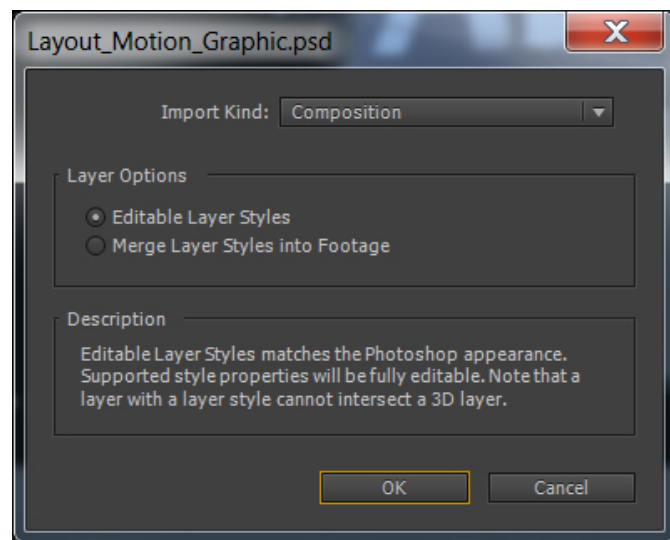 Layout_Motion_Graphic.psd
Import Kind: Composition
Layer Options
Editable Layer Styles
Merge Layer Styles into Footage
Description
Editable Layer Styles matches the Photoshop appearance.
Supported style properties will be fully editable. Note that a
layer with a layer style cannot intersect a 3D layer.
OK Cancel